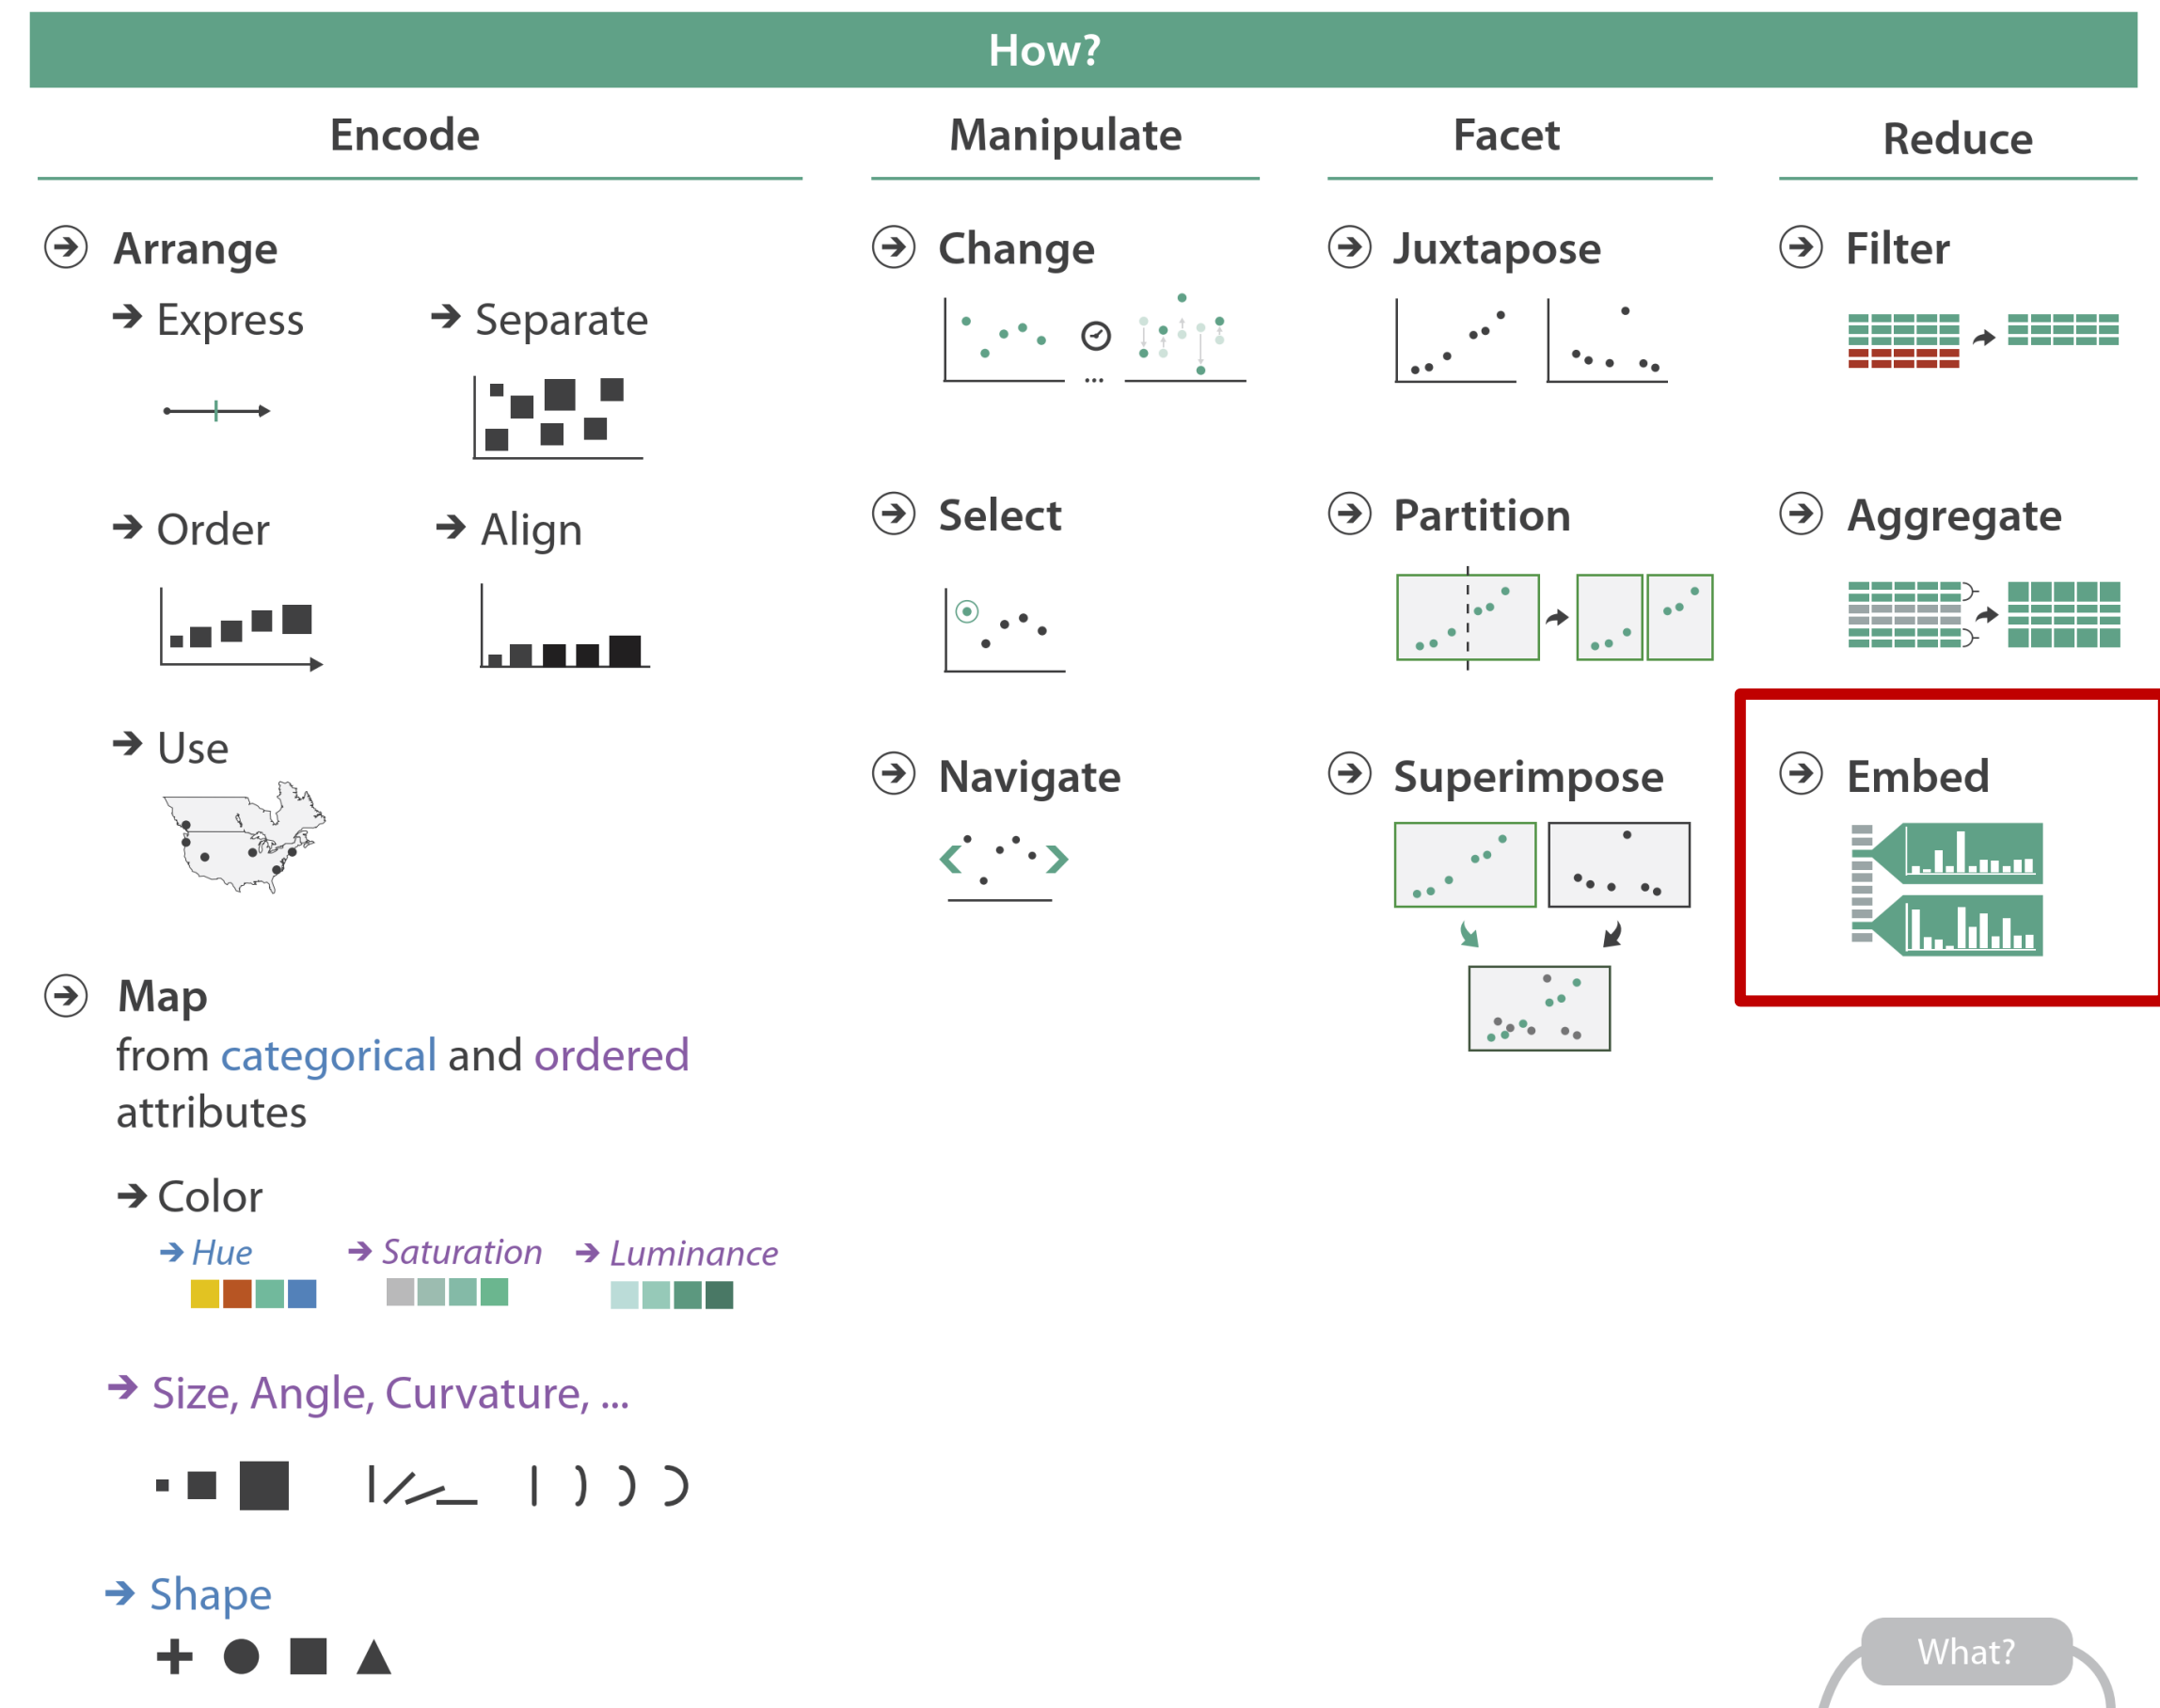 How?
Encode
Arrange
Express
Separate
Order
Align
Use
Map
from categorical and ordered
attributes
Color
Hue
Saturation
Luminance
Size, Angle, Curvature, ...
Shape
Manipulate
Change
...
Select
Navigate
Facet
Juxtapose
Partition
Superimpose
Reduce
Filter
Aggregate
Embed
What?